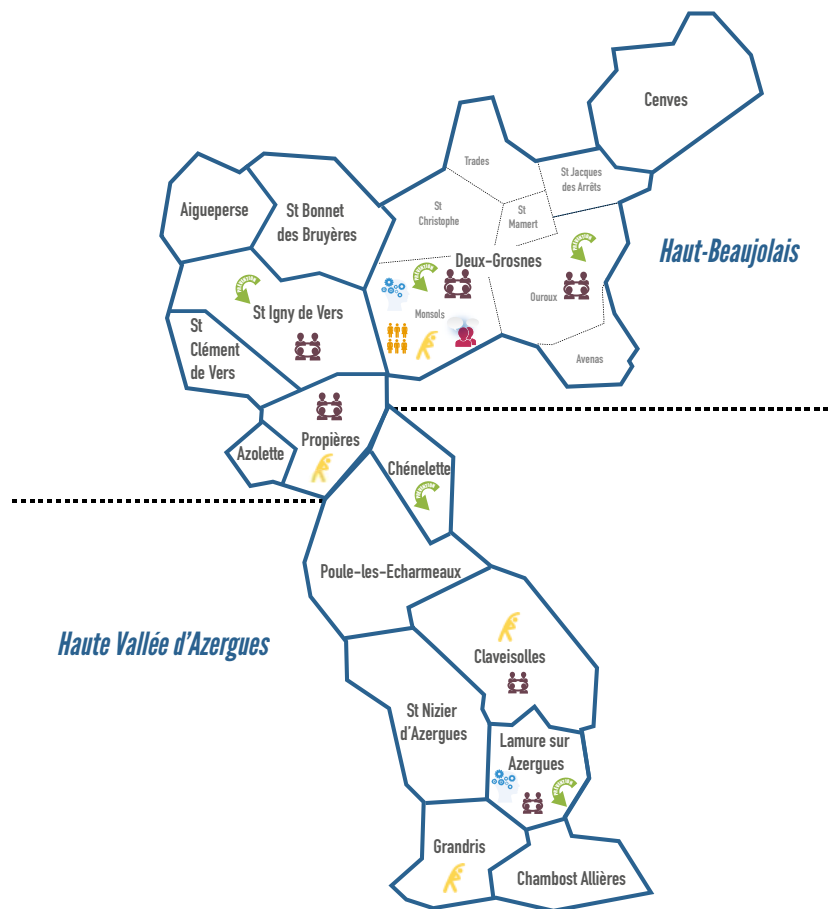 Cenves
Trades
St Jacques
des Arrêts
Aigueperse
St Bonnet
des Bruyères
St
Christophe
St
Mamert
Haut-Beaujolais
Deux-Grosnes
St Igny de Vers
Monsols
Ouroux
St
Clément
de Vers
Avenas
Propières
Azolette
Chénelette
Poule-les-Echarmeaux
Haute Vallée d'Azergues
Claveisolles
St Nizier
d'Azergues
Lamure sur
Azergues
Grandris
Chambost Allières